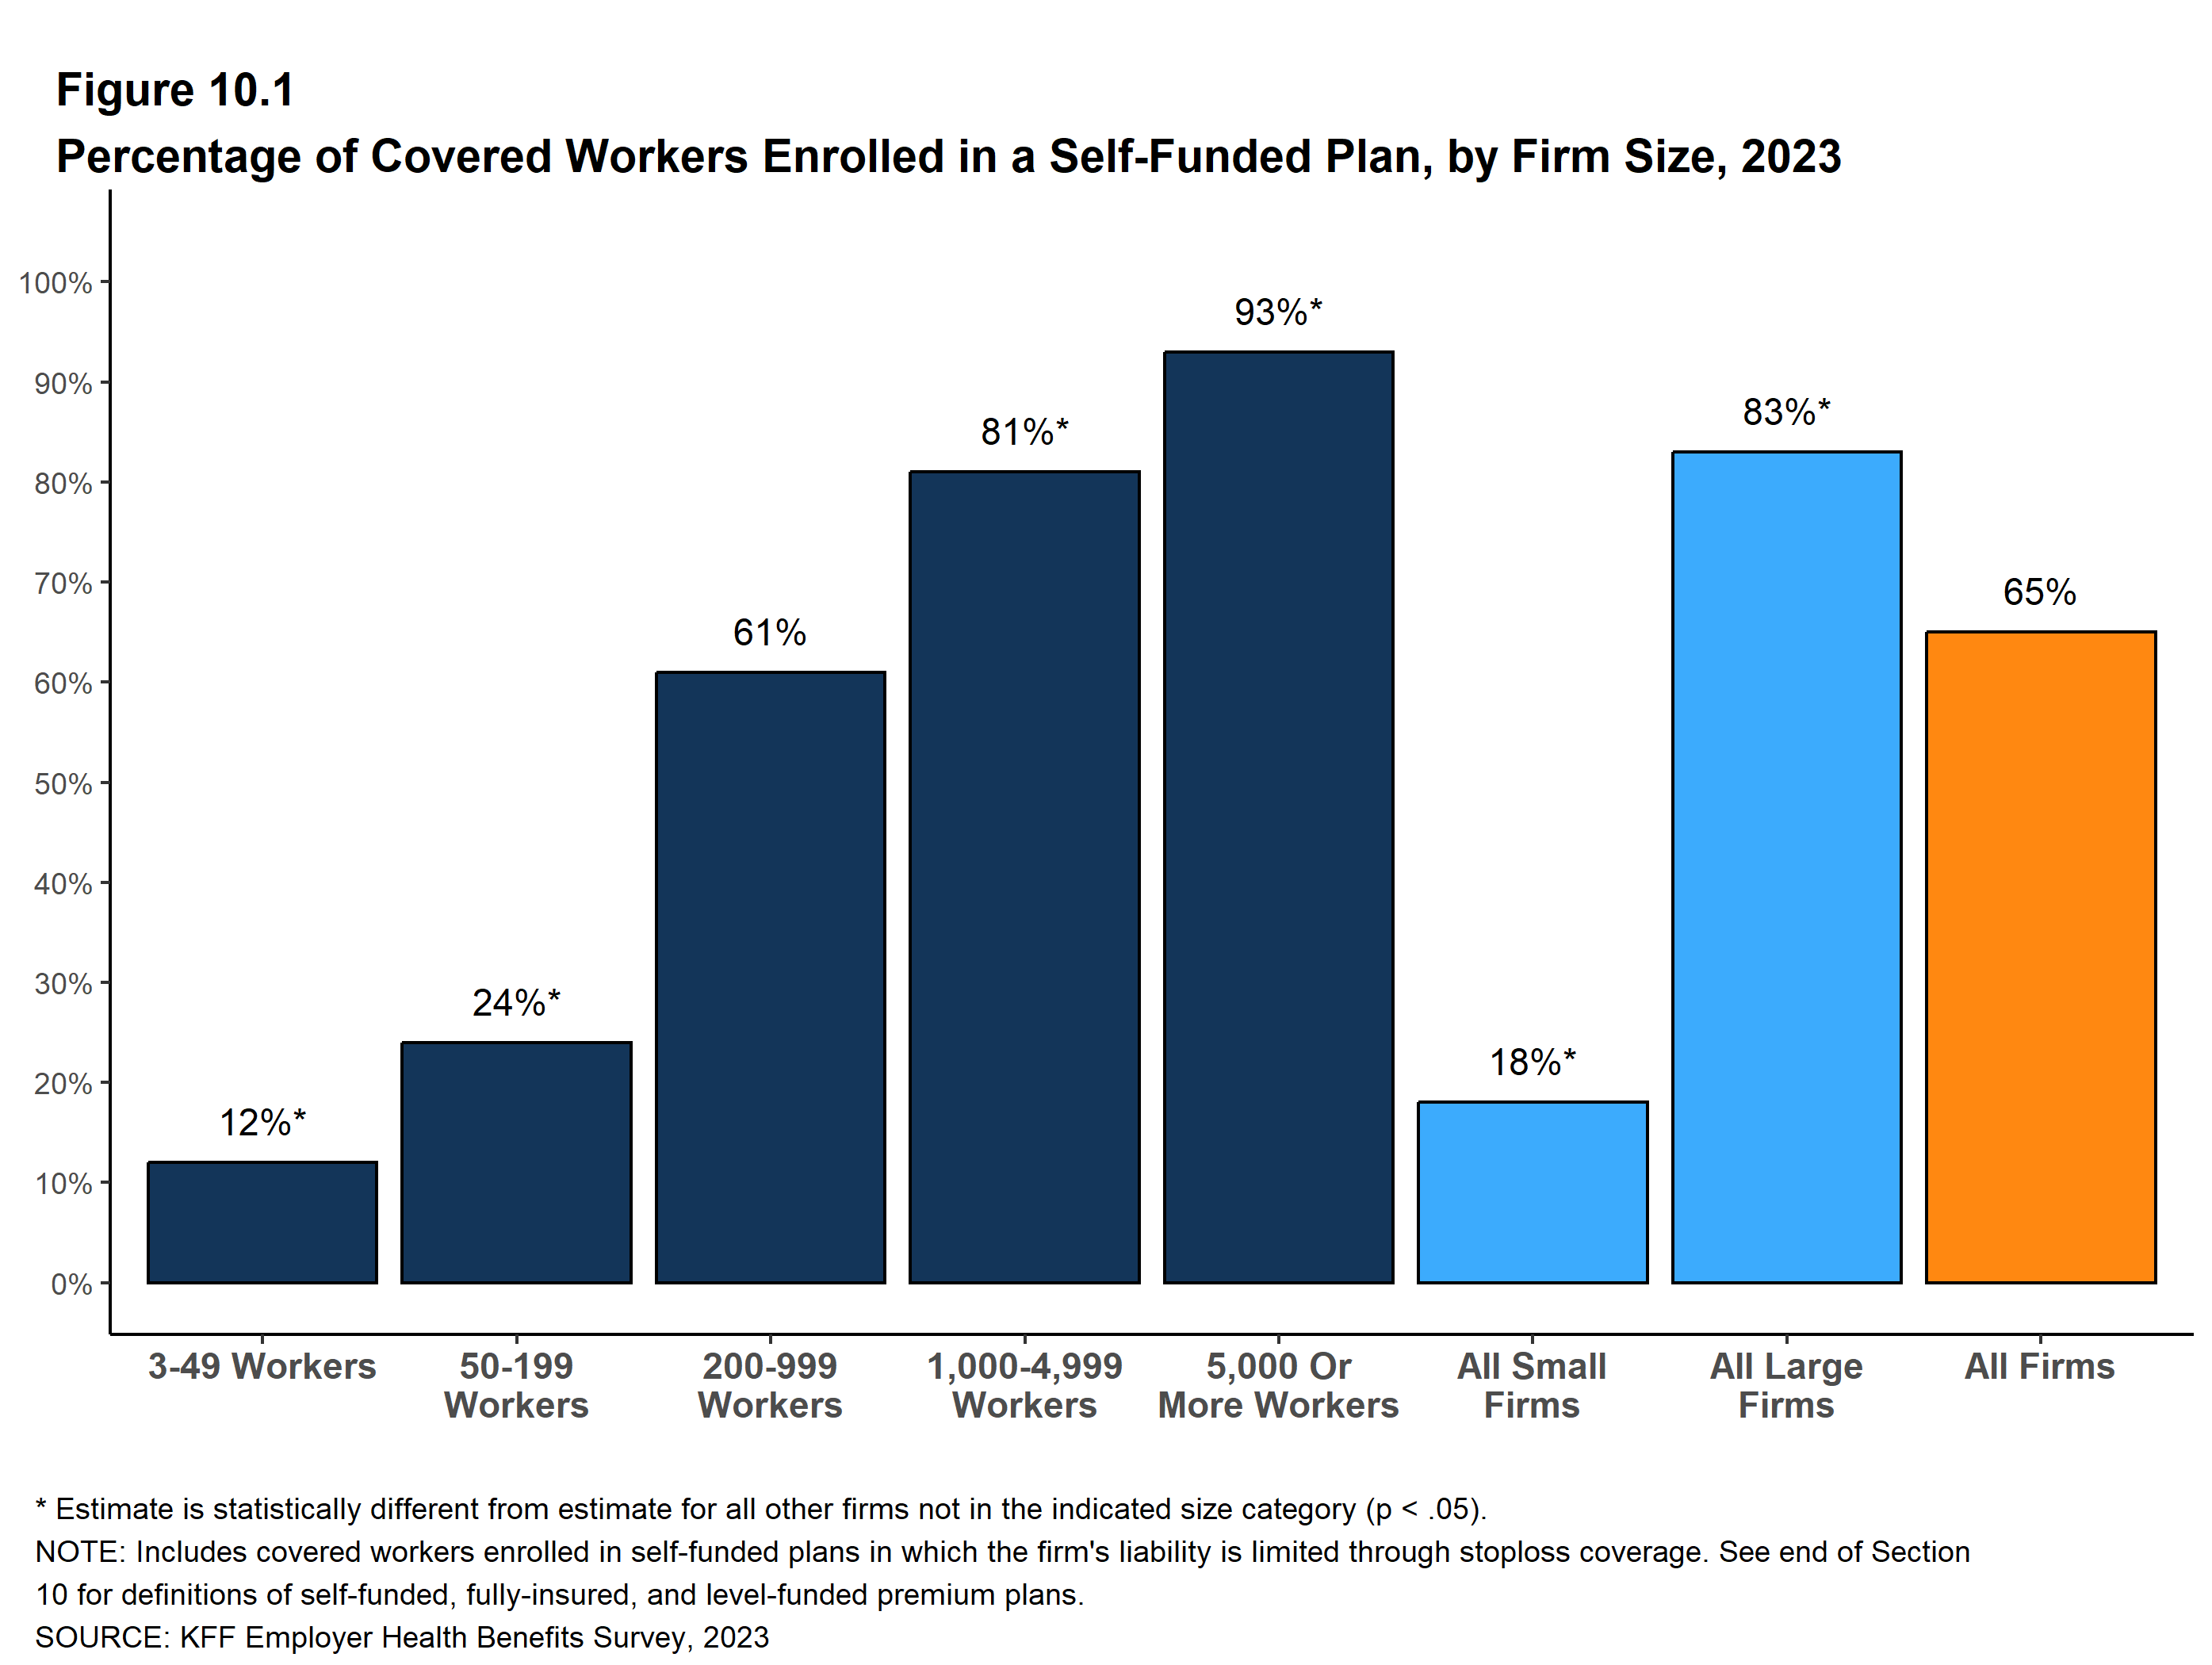 Figure 10.1
Percentage of Covered Workers Enrolled in a Self-Funded Plan, by Firm Size, 2023
100%
90%
80%
70%
60%
50%
40%
30%
20%
10%
0%
12%*
24%*
61%
81%*
93%*
18%*
83%*
65%
3-49 Workers
50-199
Workers
200-999
Workers
1,000-4,999
Workers
5,000 Or
More Workers
All Small
Firms
All Large
Firms
All Firms
* Estimate is statistically different from estimate for all other firms not in the indicated size category (p < .05).
NOTE: Includes covered workers enrolled in self-funded plans in which the firm's liability is limited through stoploss coverage. See end of Section
10 for definitions of self-funded, fully-insured, and level-funded premium plans.
SOURCE: KFF Employer Health Benefits Survey, 2023